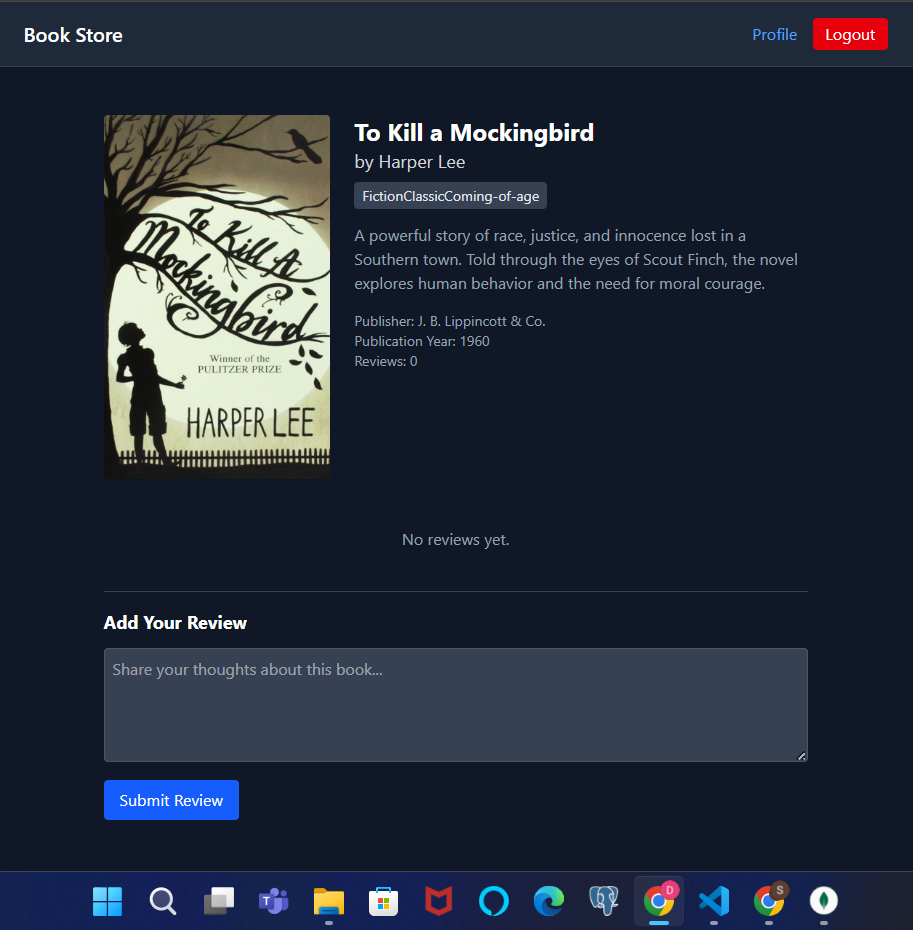 Book Store
Profile
Logout
To Kill a Mockingbird
by Harper Lee
FictionClassicComing-of-age
A powerful story of race, justice, and innocence lost in a
Southern town. Told through the eyes of Scout Finch, the novel
explores human behavior and the need for moral courage.
Publisher: J. B. Lippincott & Co.
Publication Year: 1960
Reviews: 0
To Kill A
Mockingbird
Winner of the
PULITZER PRIZE
HARPER LEE
No reviews yet.
Add Your Review
Share your thoughts about this book...
Submit Review
T
D
S